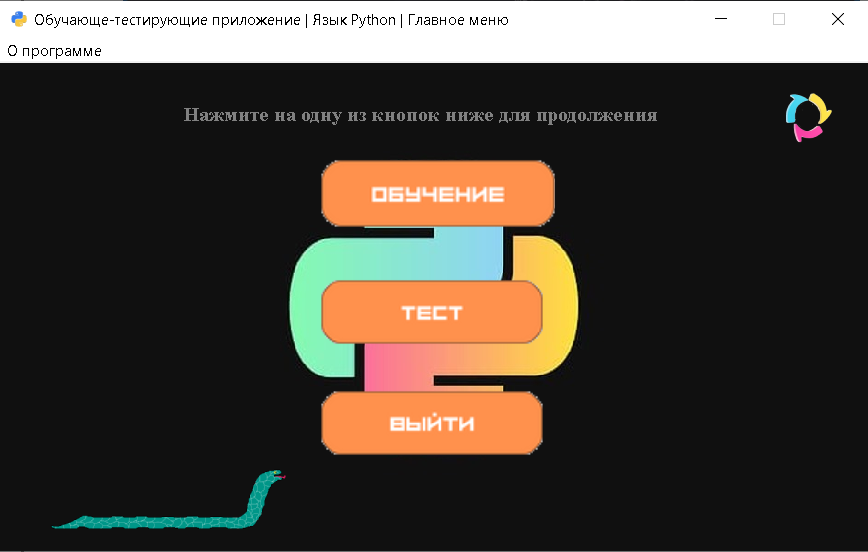 Обучающе-тестирующие приложение | Язык Python | Главное меню
О программе
Нажмите на одну из кнопок ниже для продолжения
ОБУЧЕНИЕ
ТЕСТ
ВЫЙТИ